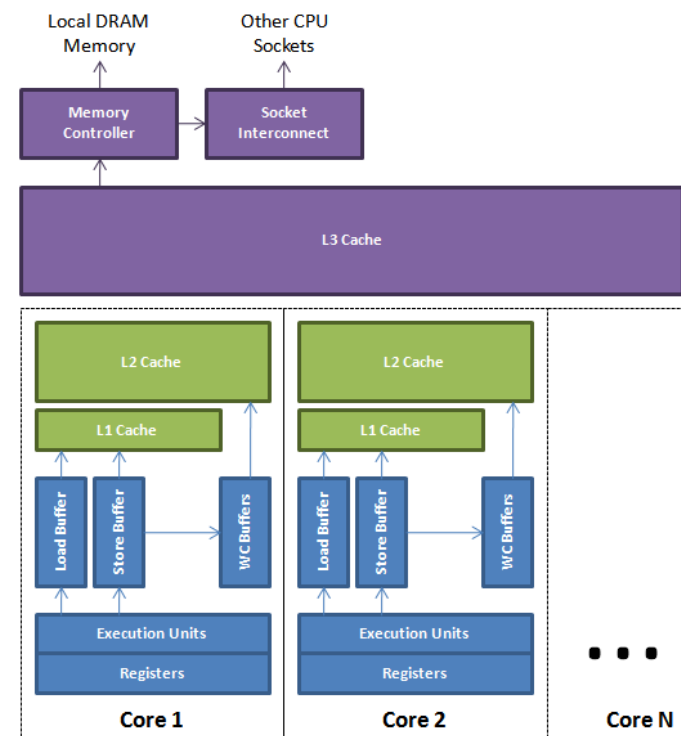 Local DRAM
Memory
Other CPU
Sockets
Memory
Controller
Socket
Interconnect
L3 Cache
L2 Cache
L1 Cache
Load Buffer
Store Buffer
WC Buffers
Execution Units
Registers
Core 1
L2 Cache
L1 Cache
Load Buffer
Store Buffer
WC Buffers
Execution Units
Registers
Core 2
...
Core N